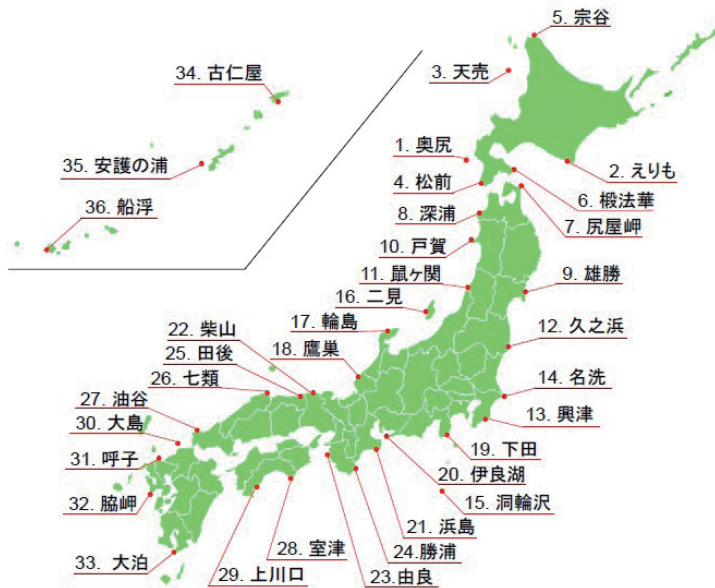 5. 宗谷
34. 古仁屋
3. 天売
1. 奥尻
35. 安護の浦
2. えりも
4. 松前
6. 椴法華
36. 船浮
8. 深浦
7. 尻屋岬
10. 戸賀
11. 鼠ヶ関
9. 雄勝
16. 二見
17. 輪島
22. 柴山
12. 久之浜
18. 鷹巣
25. 田後
26. 七類
14. 名洗
27. 油谷
13. 興津
30. 大島
19. 下田
31. 呼子
20. 伊良湖
32. 脇岬
15. 洞輪沢
21. 浜島
28. 室津
24. 勝浦
33. 大泊
29. 上川口
23. 由良